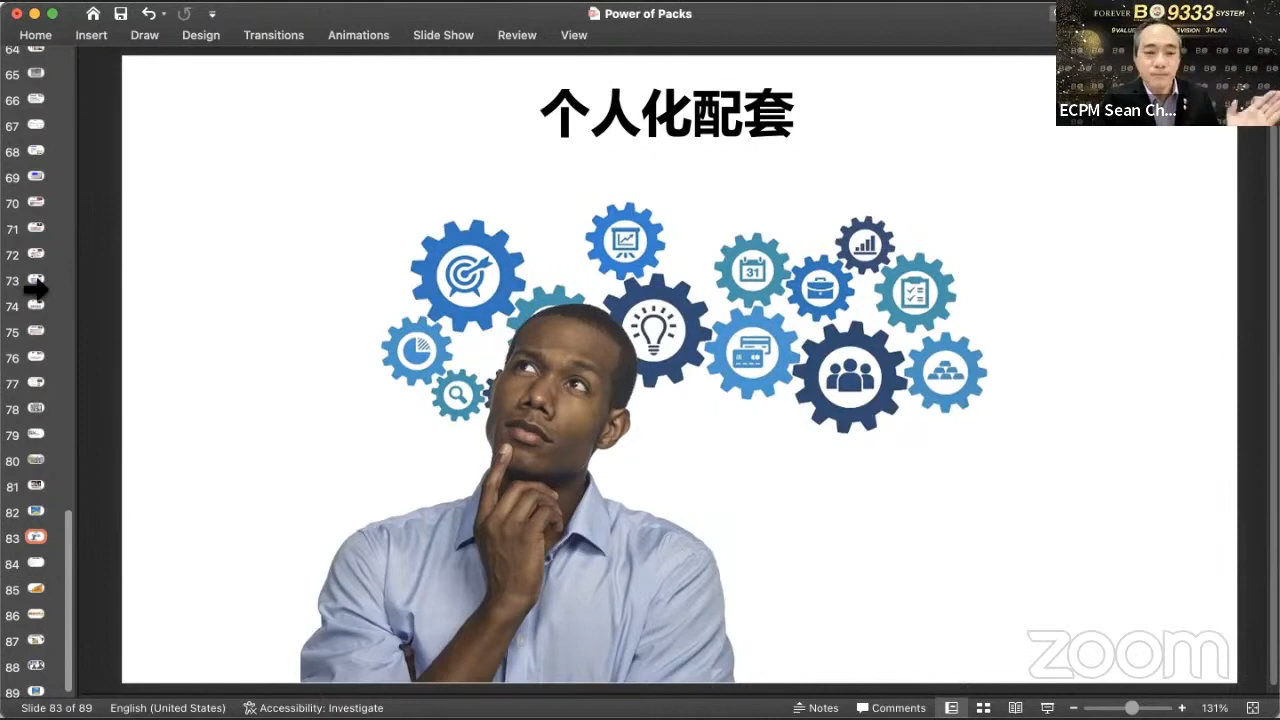 Power of Packs
Home
Insert
Draw
Design
Transitions
Animations
Slide Show
Review
View
FOREVER BO9333 SYSTEM
ECPM Sean Ch...
64
65
66
67
68
69
70
71
72
73
74
75
76
77
78
79
80
81
82
83
84
85
86
87
88
89
个人化配套
31
zoom
Slide 83 of 89
English (United States)
Accessibility: Investigate
Notes
Comments
131%